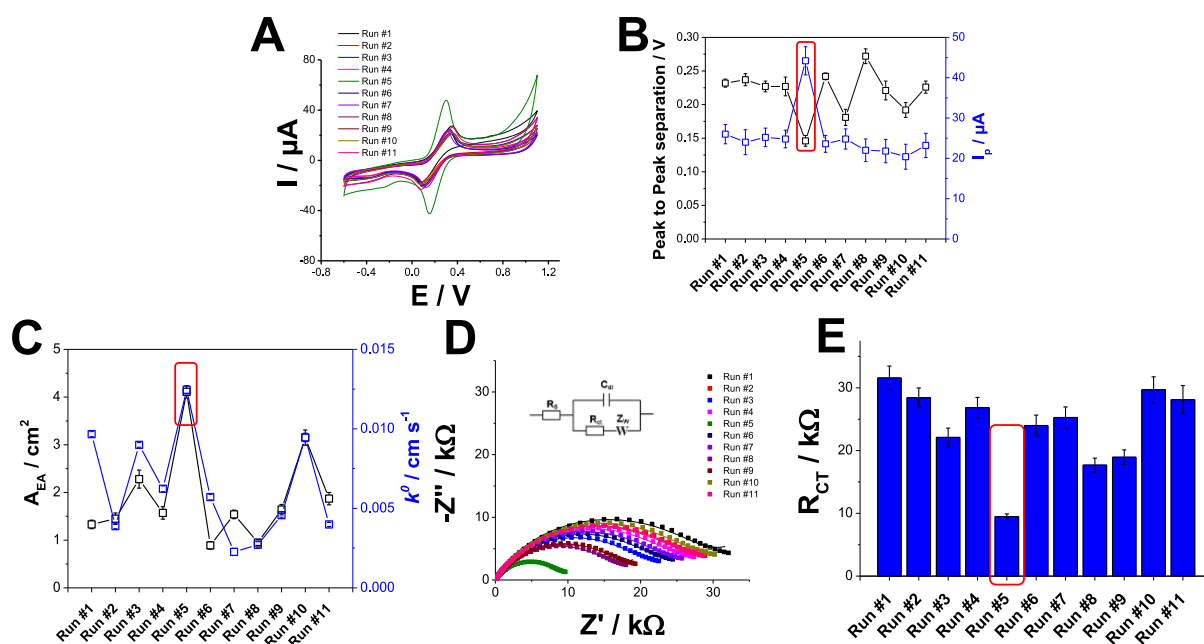 A
I / µA
80
40
0
-40
-80
-0.8
-0.4
0.0
0.4
0.8
1.2
E / V
Run #1
Run #2
Run #3
Run #4
Run #5
Run #6
Run #7
Run #8
Run #9
Run #10
Run #11
B
Peak to Peak separation / V
0.30
0.25
0.20
0.15
0.10
0.05
0.00
50
40
30
20
10
0
Ip / µA
Run #1
Run #2
Run #3
Run #4
Run #5
Run #6
Run #7
Run #8
Run #9
Run #10
Run #11
C
AEA / cm2
5
4
3
2
1
0
0.015
0.010
0.005
0.000
k0 / cm s-1
Run #1
Run #2
Run #3
Run #4
Run #5
Run #6
Run #7
Run #8
Run #9
Run #10
Run #11
D
-Z'' / kΩ
35
30
25
20
15
10
5
0
0
10
20
30
Z' / kΩ
Cdl
Rct
Zw
Run #1
Run #2
Run #3
Run #4
Run #5
Run #6
Run #7
Run #8
Run #9
Run #10
Run #11
E
RCT / kΩ
30
20
10
0
Run #1
Run #2
Run #3
Run #4
Run #5
Run #6
Run #7
Run #8
Run #9
Run #10
Run #11